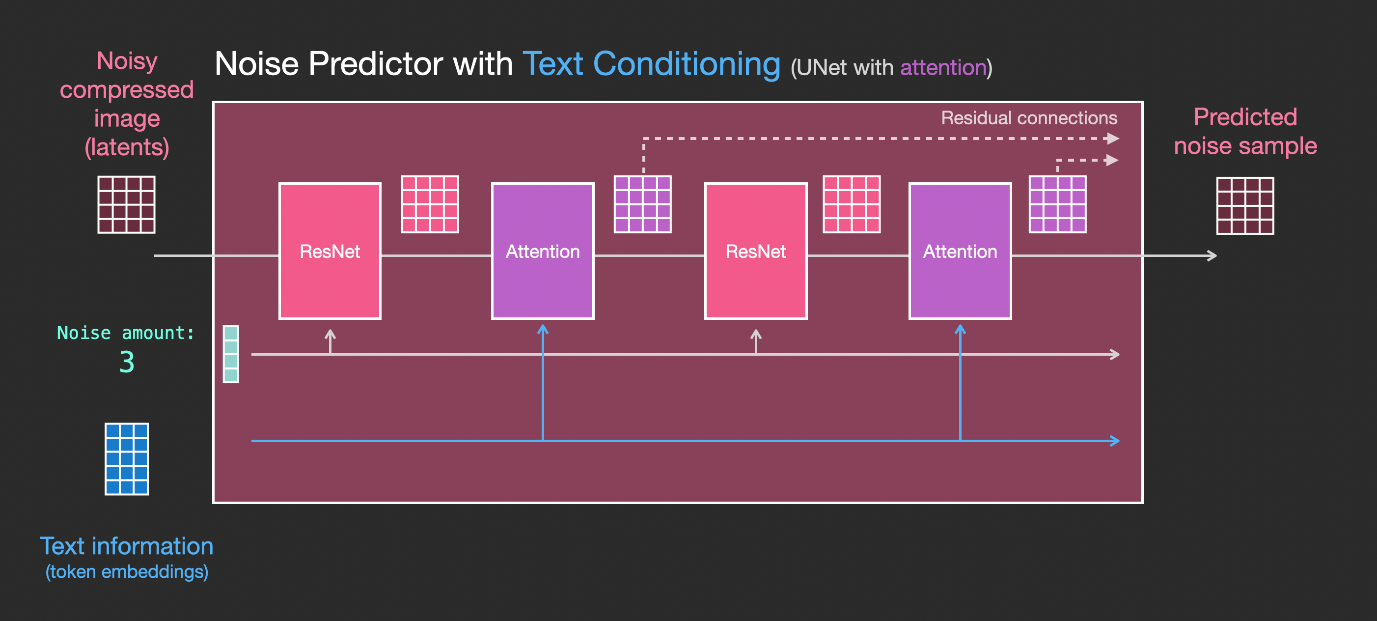 Noise Predictor with Text Conditioning (UNet with attention)
Noisy
compressed
image
(latents)
Residual connections
Predicted
noise sample
ResNet
Attention
ResNet
Attention
Noise amount:
3
Text information
(token embeddings)